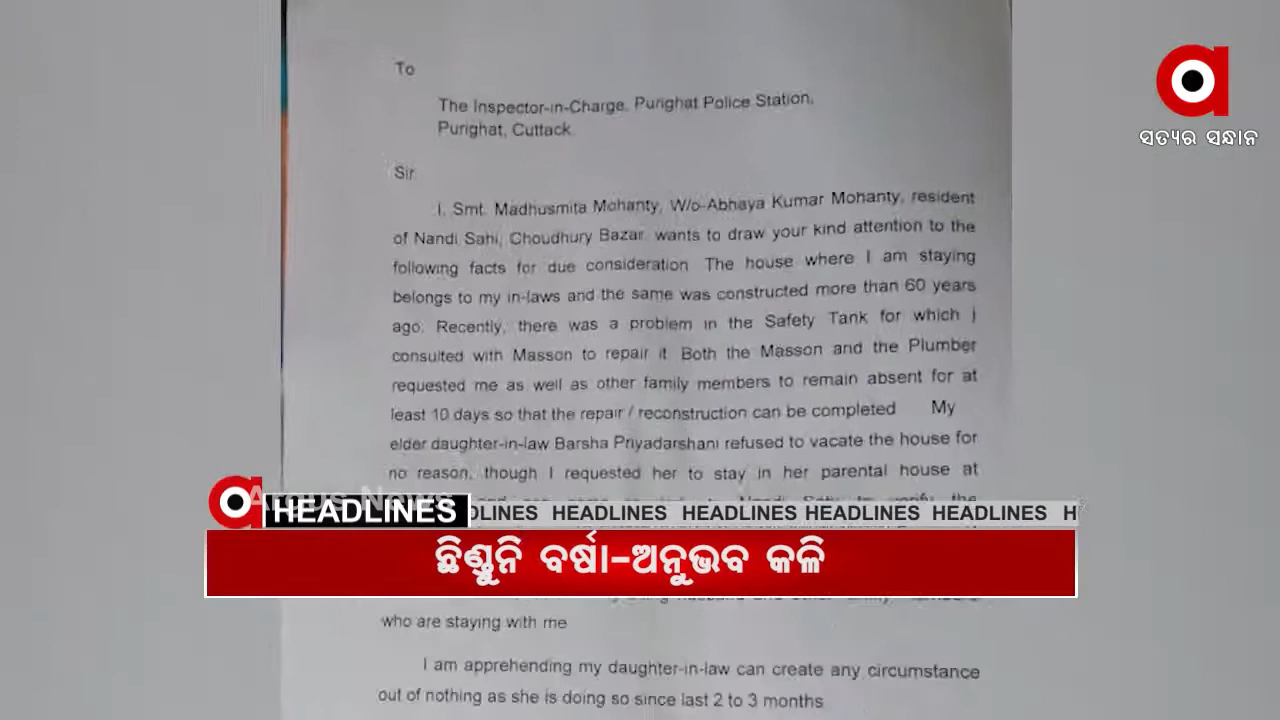 To
The Inspector-in-Charge, Purighat Police Station,
Purighat, Cuttack
Sir
I, Smt. Madhusmita Mohanty, W/o-Abhaya Kumar Mohanty, resident
of Nandi Sahi, Choudhury Bazar, wants to draw your kind attention to the
following facts for due consideration The house where I am staying
belongs to my in-laws and the same was constructed more than 60 years
ago. Recently, there was a problem in the Safety Tank for which I
consulted with Masson to repair it Both the Masson and the Plumber
requested me as well as other family members to remain absent for at
least 10 days so that the repair / reconstruction can be completed My
elder daughter-in-law Barsha Priyadarshani refused to vacate the house for
no reason, though I requested her to stay in her parental house at
who are staying with me
I am apprehending my daughter-in-law can create any circumstance
out of nothing as she is doing so since last 2 to 3 months
ସତ୍ୟର ସନ୍ଧାନ
Argus News
HEADLINES
DLINES HEADLINES HEADLINES HEADLINES HEADLINES H
ଛିଣ୍ଡୁନି ବର୍ଷା-ଅନୁଭବ କଳି